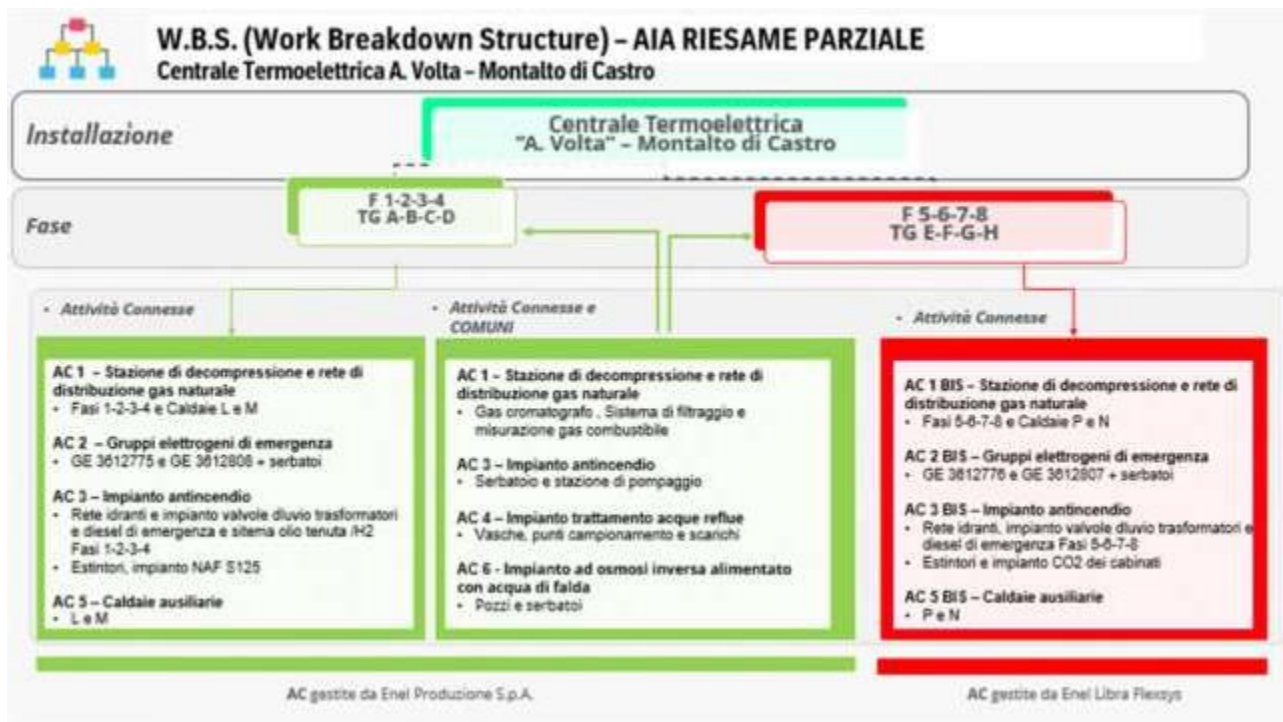 W.B.S. (Work Breakdown Structure) – AIA RIESAME PARZIALE
Centrale Termoelettrica A. Volta – Montalto di Castro
Installazione
Centrale Termoelettrica
"A. Volta" – Montalto di Castro
Fase
F 1-2-3-4
TG A-B-C-D
F 5-6-7-8
TG E-F-G-H
• Attività Connesse
AC 1 – Stazione di decompressione e rete di
distribuzione gas naturale
• Fasi 1-2-3-4 e Caldaie L e M
AC 2 – Gruppi elettrogeni di emergenza
• GE 3612775 e GE 3612808 + serbatoi
AC 3 – Impianto antincendio
• Rete idranti e impianto valvole diluvio trasformatori
e diesel di emergenza e sitema olio tenuta /H2
Fasi 1-2-3-4
• Estintori, impianto NAF S125
AC 5 – Caldaie ausiliarie
• L e M
• Attività Connesse e
COMUNI
AC 1 – Stazione di decompressione e rete di
distribuzione gas naturale
• Gas cromatografo , Sistema di filtraggio e
misurazione gas combustibile
AC 3 – Impianto antincendio
• Serbatoio e stazione di pompaggio
AC 4 – Impianto trattamento acque reflue
• Vasche, punti campionamento e scarichi
AC 6 - Impianto ad osmosi inversa alimentato
con acqua di falda
• Pozzi e serbatoi
• Attività Connesse
AC 1 BIS – Stazione di decompressione e rete di
distribuzione gas naturale
• Fasi 5-6-7-8 e Caldaie P e N
AC 2 BIS – Gruppi elettrogeni di emergenza
• GE 3612776 e GE 3612807 + serbatoi
AC 3 BIS – Impianto antincendio
• Rete idranti, impianto valvole diluvio trasformatori e
diesel di emergenza Fasi 5-6-7-8
• Estintori e impianto CO2 dei cabinati
AC 5 BIS – Caldaie ausiliarie
• P e N
AC gestite da Enel Produzione S.p.A.
AC gestite da Enel Libra Flexsys